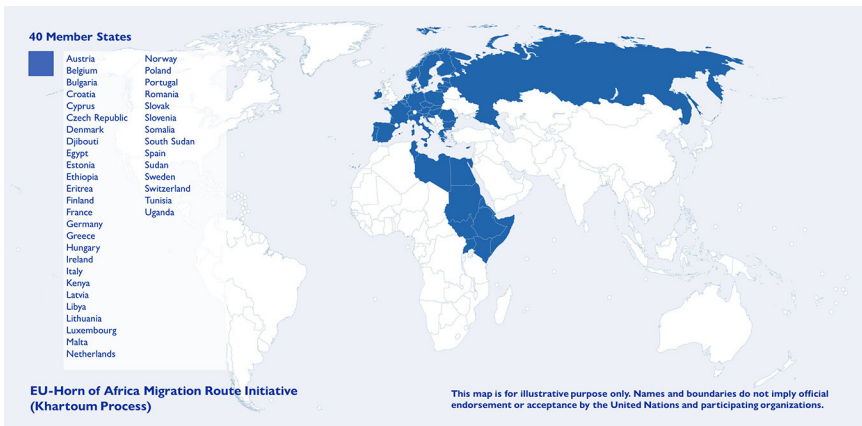 40 Member States
Austria
Belgium
Bulgaria
Croatia
Cyprus
Czech Republic
Denmark
Djibouti
Egypt
Estonia
Ethiopia
Eritrea
Finland
France
Germany
Greece
Hungary
Ireland
Italy
Kenya
Latvia
Libya
Lithuania
Luxembourg
Malta
Netherlands
Norway
Poland
Portugal
Romania
Slovak
Slovenia
Somalia
South Sudan
Spain
Sudan
Sweden
Switzerland
Tunisia
Uganda
EU-Horn of Africa Migration Route Initiative
(Khartoum Process)
This map is for illustrative purpose only. Names and boundaries do not imply official
endorsement or acceptance by the United Nations and participating organizations.